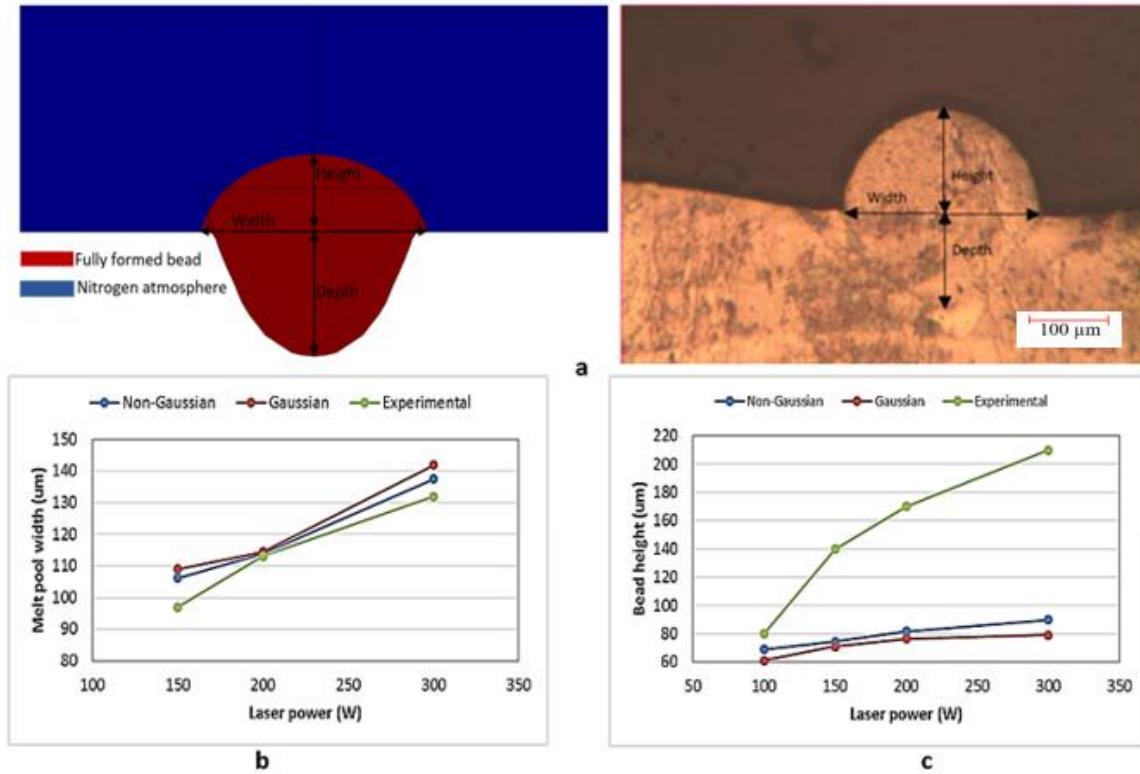 Height
Width
Depth
Fully formed bead
Nitrogen atmosphere
Height
Width
Depth
100 µm
a
Non-Gaussian Gaussian Experimental
Melt pool width (um)
150
140
130
120
110
100
90
80
100 150 200 250 300 350
Laser power (W)
b
Non-Gaussian Gaussian Experimental
Bead height (um)
220
200
180
160
140
120
100
80
60
50 100 150 200 250 300 350
Laser power (W)
c